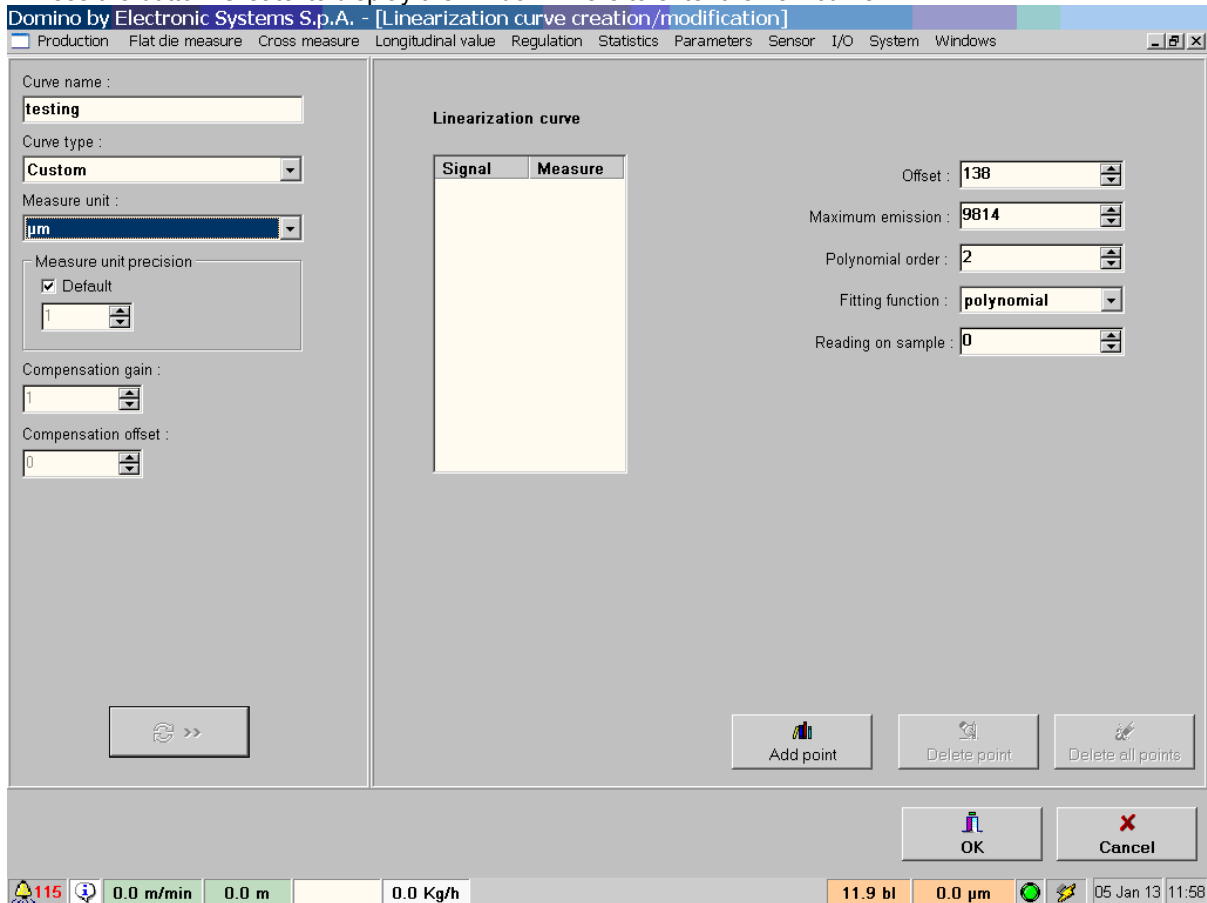 Domino by Electronic Systems S.p.A. - [Linearization curve creation/modification]
Production Flat die measure Cross measure Longitudinal value Regulation Statistics Parameters Sensor I/O System Windows
Curve name :
testing
Curve type :
Custom
Measure unit :
µm
Measure unit precision
Default
1
Compensation gain :
1
Compensation offset :
0
>>
Linearization curve
Signal Measure
Offset : 138
Maximum emission : 9814
Polynomial order : 2
Fitting function : polynomial
Reading on sample : 0
Add point
Delete point
Delete all points
OK
Cancel
115 0.0 m/min 0.0 m 0.0 Kg/h 11.9 bl 0.0 µm 05 Jan 13 11:58